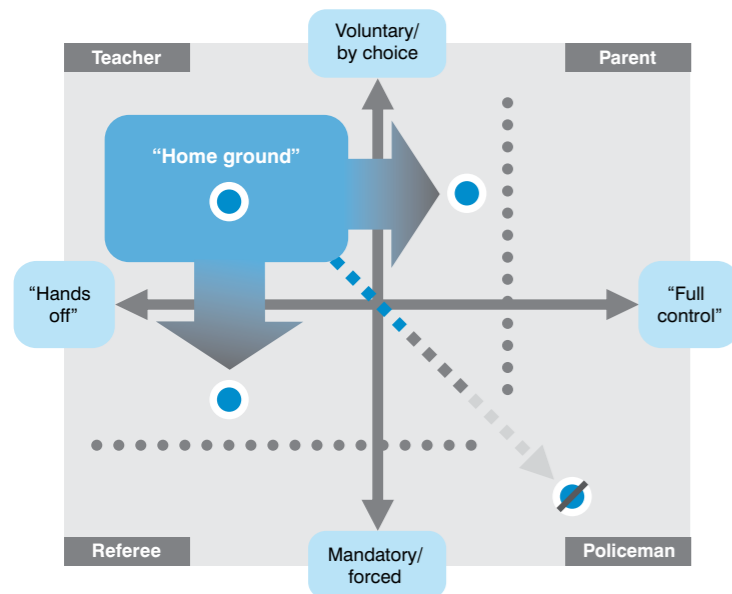 Voluntary/
by choice
Teacher
Parent
“Home ground”
“Hands
off”
“Full
control”
Referee
Mandatory/
forced
Policeman